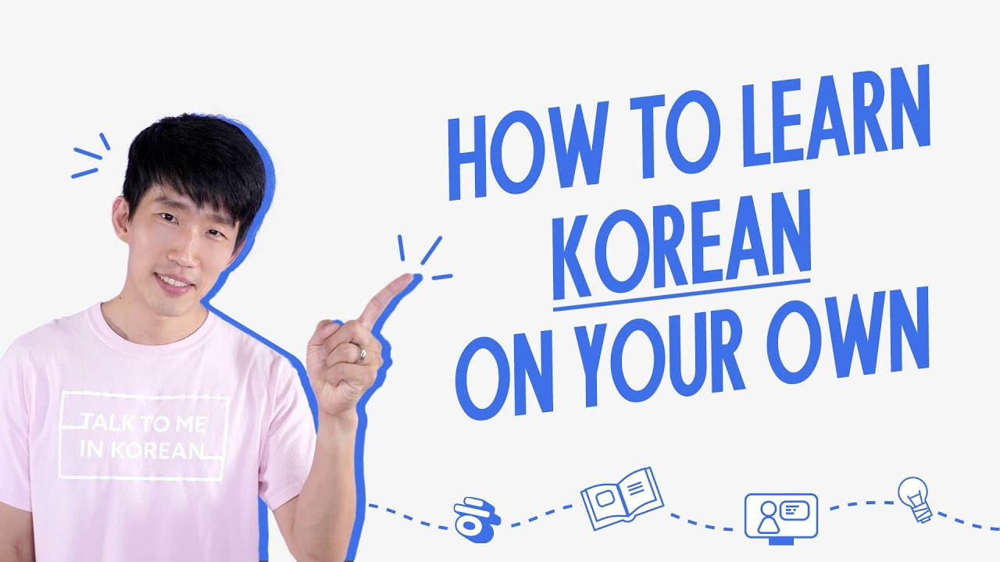 HOW TO LEARN
KOREAN
ON YOUR OWN
TALK TO ME
IN KOREAN
ㅎ